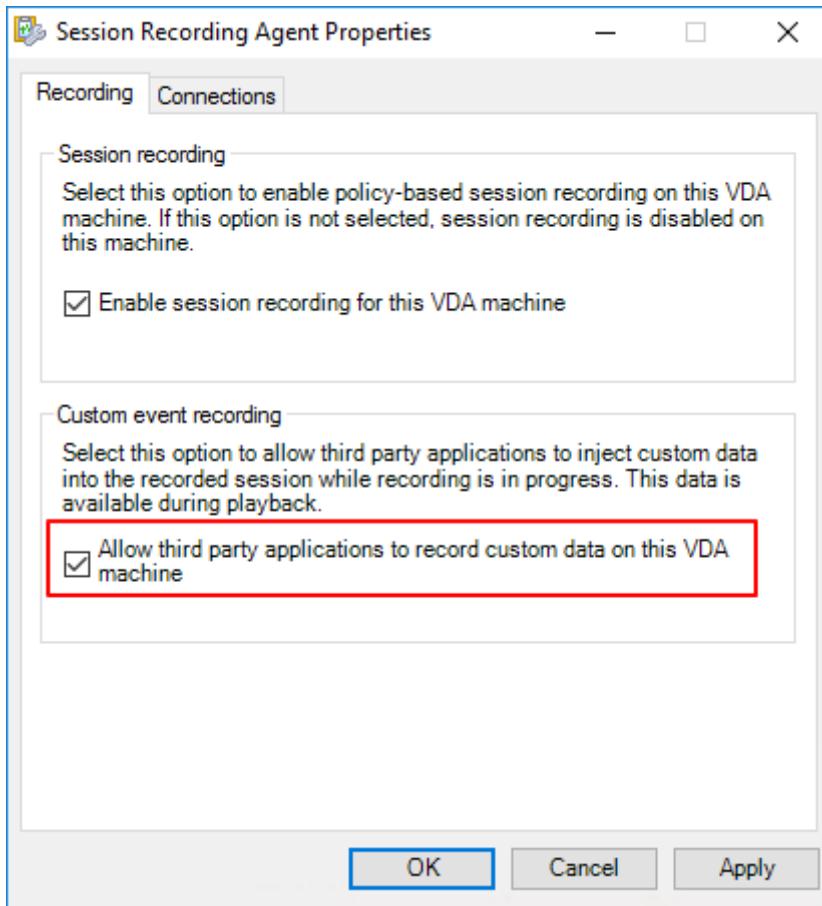 Session Recording Agent Properties
Recording
Connections
Session recording
Select this option to enable policy-based session recording on this VDA
machine. If this option is not selected, session recording is disabled on
this machine.
Enable session recording for this VDA machine
Custom event recording
Select this option to allow third party applications to inject custom data
into the recorded session while recording is in progress. This data is
available during playback.
Allow third party applications to record custom data on this VDA
machine
OK
Cancel
Apply